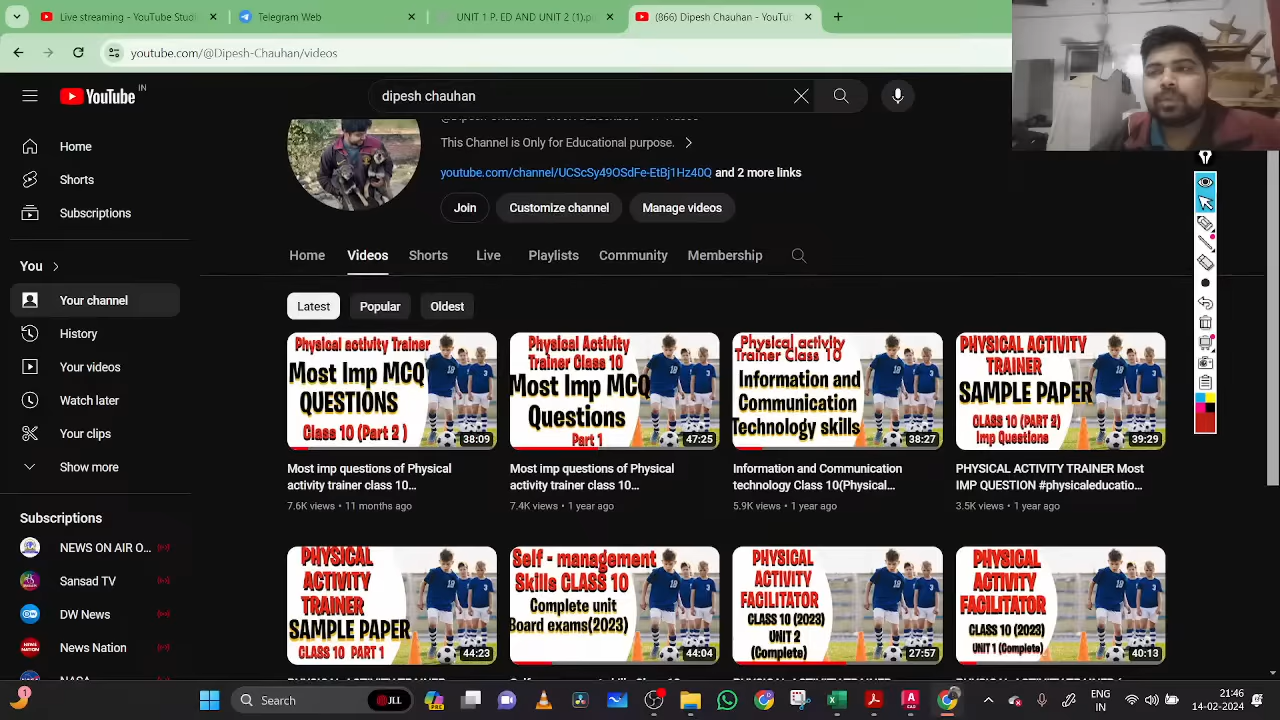 Streaming - YouTube Studi
Telegram Web
UNIT 1 P. ED AND UNIT 2 (1).p
(866) Dipesh Chauhan - YouTu
youtube.com/@Dipesh-Chauhan/videos
YouTube IN
dipesh chauhan
This Channel is Only for Educational purpose.
youtube.com/channel/UCScSy49OSdFe-EtBj1Hz40Q and 2 more links
Join
Customize channel
Manage videos
Home
Videos
Shorts
Live
Playlists
Community
Membership
Latest
Popular
Oldest
Home
Shorts
Subscriptions
You
Your channel
History
Your videos
Watch later
Your clips
Show more
Subscriptions
NEWS ON AIR O...
Sansad TV
DW News
News Nation
Physical activity Trainer
Most Imp MCQ
QUESTIONS
Class 10 (Part 2 )
38:09
Most imp questions of Physical
activity trainer class 10...
7.6K views • 11 months ago
Physical Activity
Trainer Class 10
Most Imp MCQ
Questions
Part 1
47:25
Most imp questions of Physical
activity trainer class 10...
7.4K views • 1 year ago
Physical activity
Trainer Class 10
Information and
Communication
Technology skills
38:27
Information and Communication
technology Class 10(Physical...
5.9K views • 1 year ago
PHYSICAL ACTIVITY
TRAINER
SAMPLE PAPER
CLASS 10 (PART 2)
Imp Questions
39:29
PHYSICAL ACTIVITY TRAINER Most
IMP QUESTION #physicaleducatio...
3.5K views • 1 year ago
PHYSICAL
ACTIVITY
TRAINER
SAMPLE PAPER
CLASS 10 PART 1
44:23
Self - management
Skills CLASS 10
Complete unit
Board exams(2023)
44:04
PHYSICAL
ACTIVITY
FACILITATOR
CLASS 10 (2023)
UNIT 2
(Complete)
27:57
PHYSICAL
ACTIVITY
FACILITATOR
CLASS 10 (2023)
UNIT 1 (Complete)
40:13
Search
JLL
ENG
IN
21:46
14-02-2024